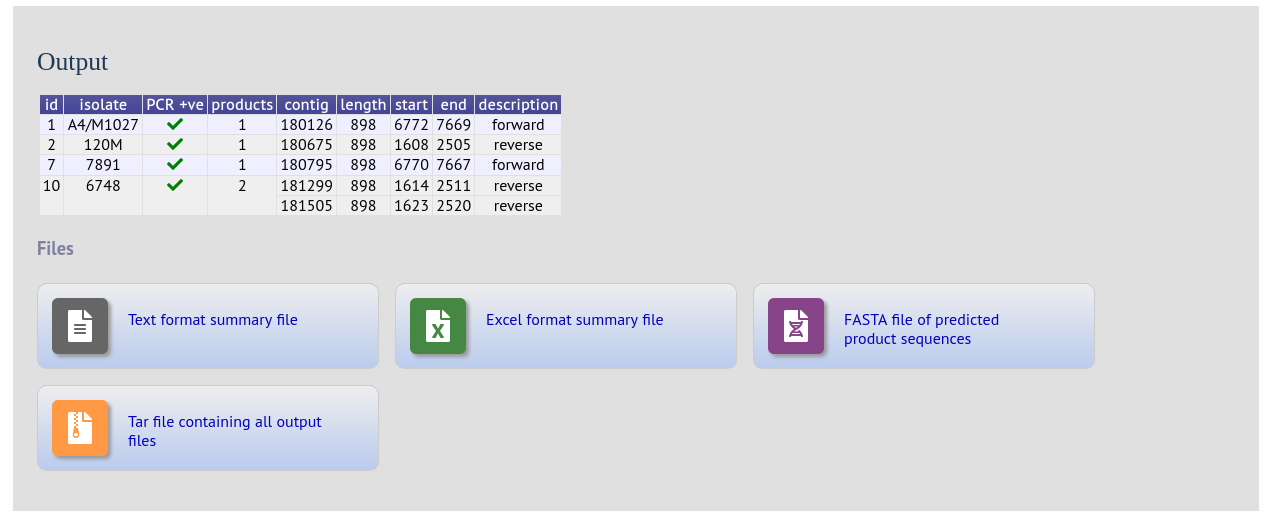 Output
id isolate PCR +ve products contig length start end description
1 A4/M1027 1 180126 898 6772 7669 forward
2 120M 1 180675 898 1608 2505 reverse
7 7891 1 180795 898 6770 7667 forward
10 6748 2 181299 898 1614 2511 reverse
181505 898 1623 2520 reverse
Files
Text format summary file
Excel format summary file
FASTA file of predicted
product sequences
Tar file containing all output
files